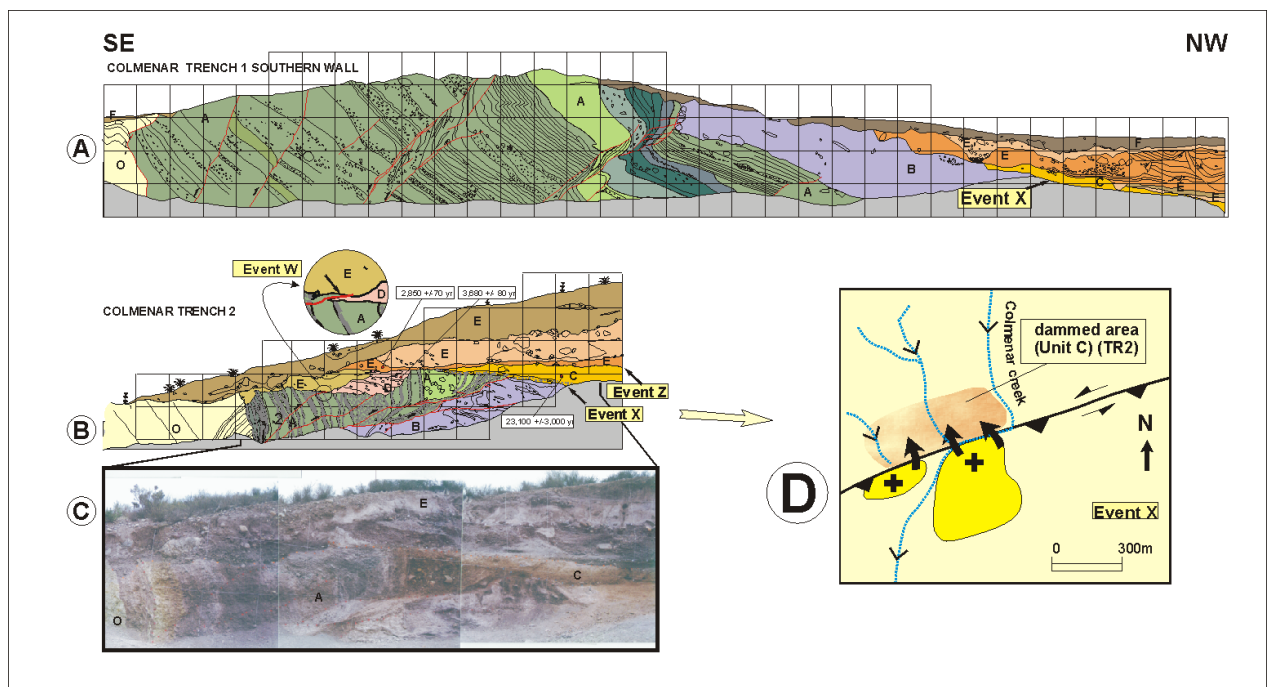 SE
NW
COLMENAR TRENCH 1 SOUTHERN WALL
A
F
A
O
A
A
B
E
E
F
C
E
E
Event X
Event W
E
D
A
2,850 +/-70 yr
3,680 +/- 80 yr
COLMENAR TRENCH 2
E
E
E
E
E
D
A
C
A
B
O
B
Event Z
Event X
23,100 +/-3,000 yr
C
E
C
A
O
D
Colmenar creek
dammed area
(Unit C) (TR2)
N
Event X
0 300m